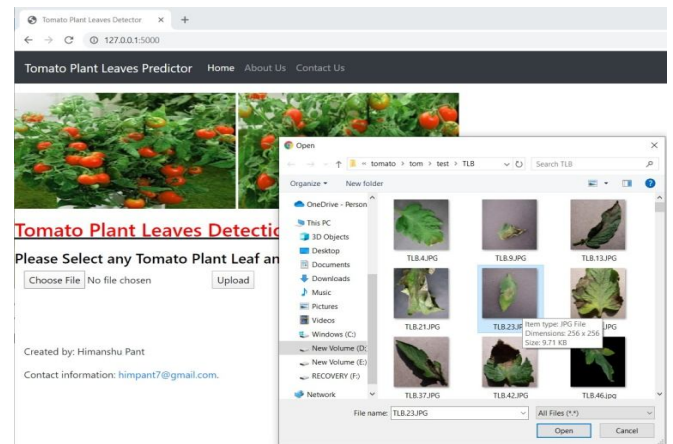 Tomato Plant Leaves Detector
127.0.0.1:5000
Tomato Plant Leaves Predictor Home About Us Contact Us
Tomato Plant Leaves Detectio
Please Select any Tomato Plant Leaf an
Choose File No file chosen Upload
Created by: Himanshu Pant
Contact information: himpant7@gmail.com.
Open
« tomato › tom › test › TLB Search TLB
Organize New folder
OneDrive - Person
This PC
3D Objects
Desktop
Documents
Downloads
Music
Pictures
Videos
Windows (C:)
New Volume (D:
New Volume (E:)
RECOVERY (F:)
Network
TLB.4.JPG TLB.9.JPG TLB.13.JPG
TLB.21.JPG TLB.23.JP JPG
Item type: JPG File
Dimensions: 256 x 256
Size: 9.71 KB
TLB.37.JPG TLB.42.JPG TLB.46.jpg
File name: TLB.23.JPG All Files (*.*)
Open Cancel